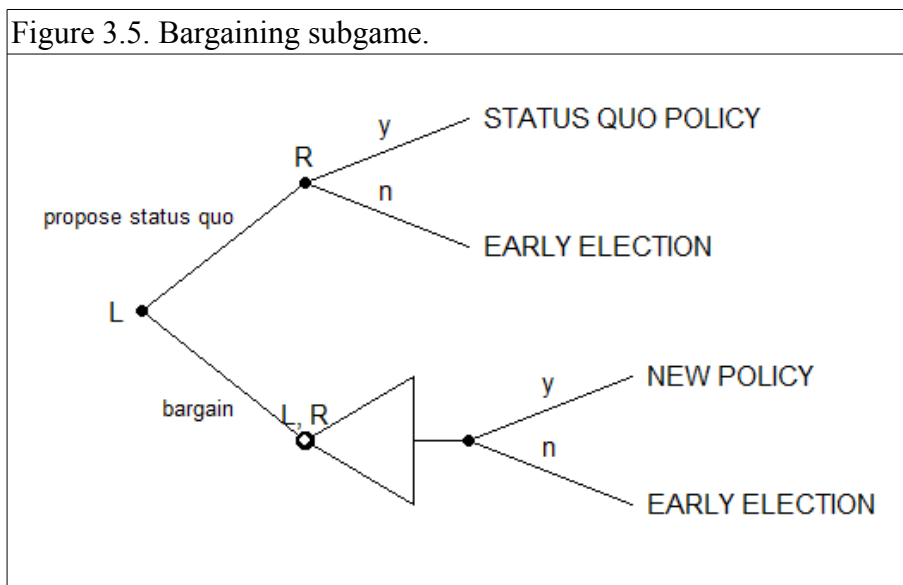 Figure 3.5. Bargaining subgame.
y
STATUS QUO POLICY
R
propose status quo
n
EARLY ELECTION
L
bargain
L, R
y
NEW POLICY
n
EARLY ELECTION